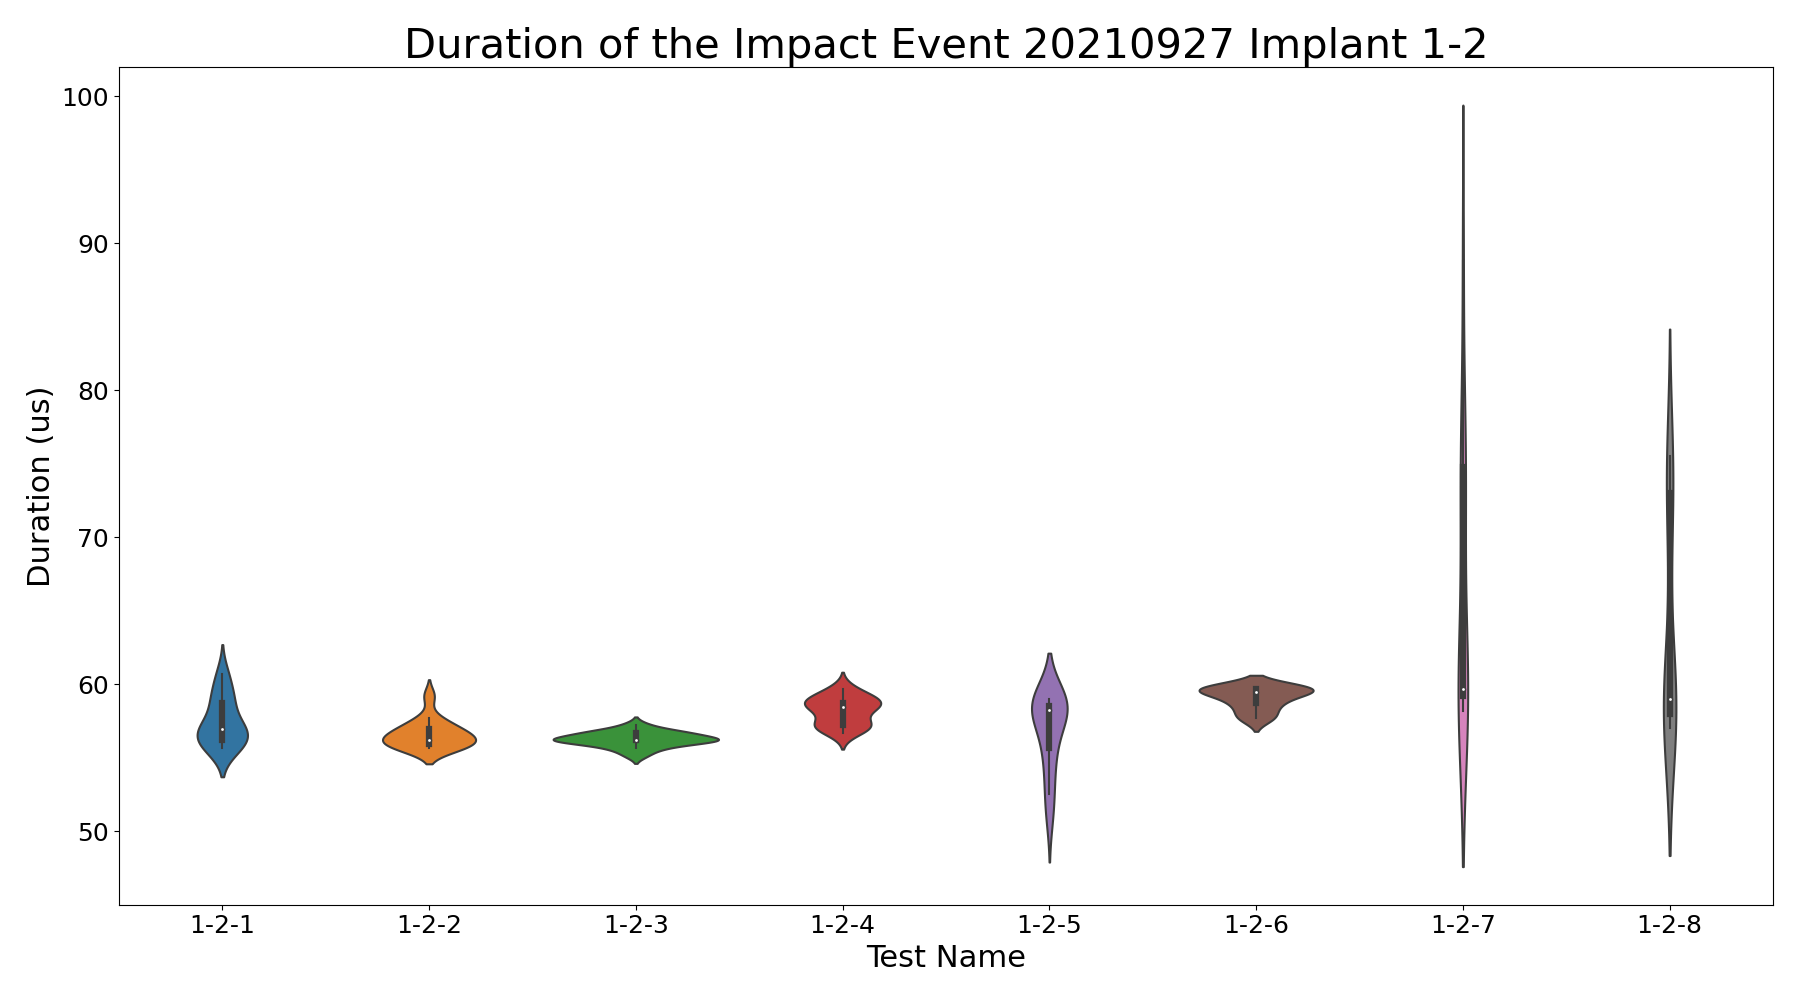 Duration of the Impact Event 20210927 Implant 1-2
100
90
80
70
60
50
Duration (us)
1-2-1 1-2-2 1-2-3 1-2-4 1-2-5 1-2-6 1-2-7 1-2-8
Test Name